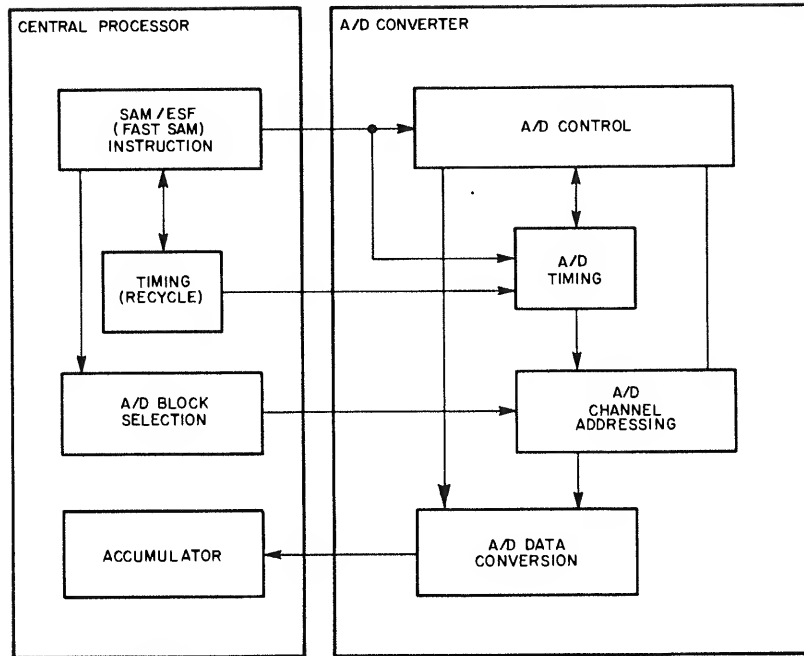 CENTRAL PROCESSOR
SAM/ESF
(FAST SAM)
INSTRUCTION
TIMING
(RECYCLE)
A/D BLOCK
SELECTION
ACCUMULATOR
A/D CONVERTER
A/D CONTROL
A/D
TIMING
A/D
CHANNEL
ADDRESSING
A/D DATA
CONVERSION